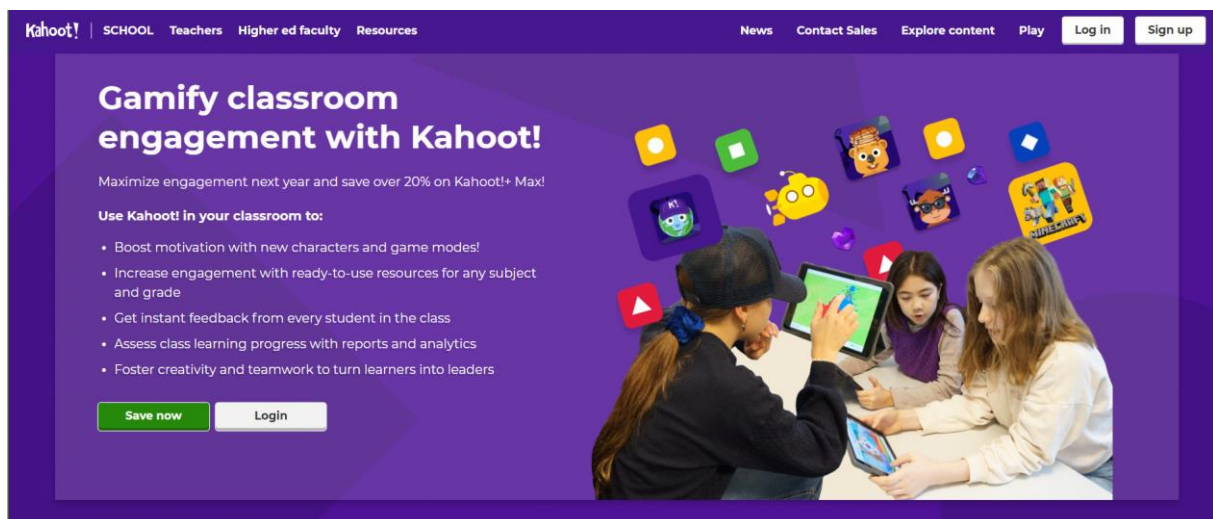 Kahoot! SCHOOL Teachers Higher ed faculty Resources News Contact Sales Explore content Play Log in Sign up
Gamify classroom
engagement with Kahoot!
Maximize engagement next year and save over 20% on Kahoot!+ Max!
Use Kahoot! in your classroom to:
• Boost motivation with new characters and game modes!
• Increase engagement with ready-to-use resources for any subject
and grade
• Get instant feedback from every student in the class
• Assess class learning progress with reports and analytics
• Foster creativity and teamwork to turn learners into leaders
Save now Login
K!
MINECRAFT